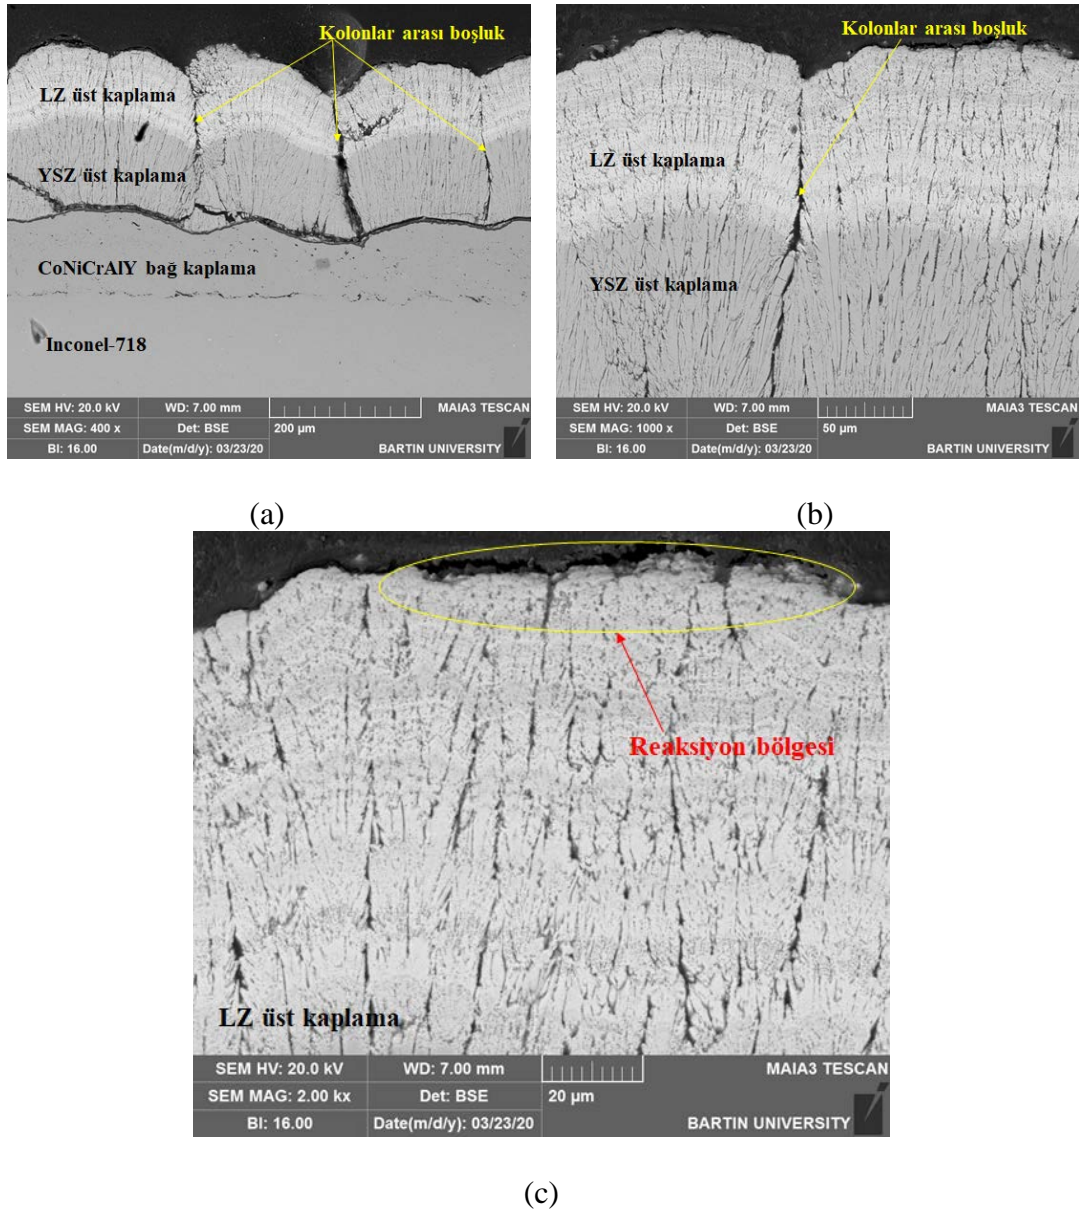 Kolonlar arası boşluk
LZ üst kaplama
YSZ üst kaplama
CoNiCrAlY bağ kaplama
Inconel-718
SEM HV: 20.0 kV WD: 7.00 mm MAIA3 TESCAN
SEM MAG: 400 x Det: BSE 200 µm
BI: 16.00 Date(m/d/y): 03/23/20 BARTIN UNIVERSITY
(a)
Kolonlar arası boşluk
LZ üst kaplama
YSZ üst kaplama
SEM HV: 20.0 kV WD: 7.00 mm MAIA3 TESCAN
SEM MAG: 1000 x Det: BSE 50 µm
BI: 16.00 Date(m/d/y): 03/23/20 BARTIN UNIVERSITY
(b)
Reaksiyon bölgesi
LZ üst kaplama
SEM HV: 20.0 kV WD: 7.00 mm MAIA3 TESCAN
SEM MAG: 2.00 kx Det: BSE 20 µm
BI: 16.00 Date(m/d/y): 03/23/20 BARTIN UNIVERSITY
(c)